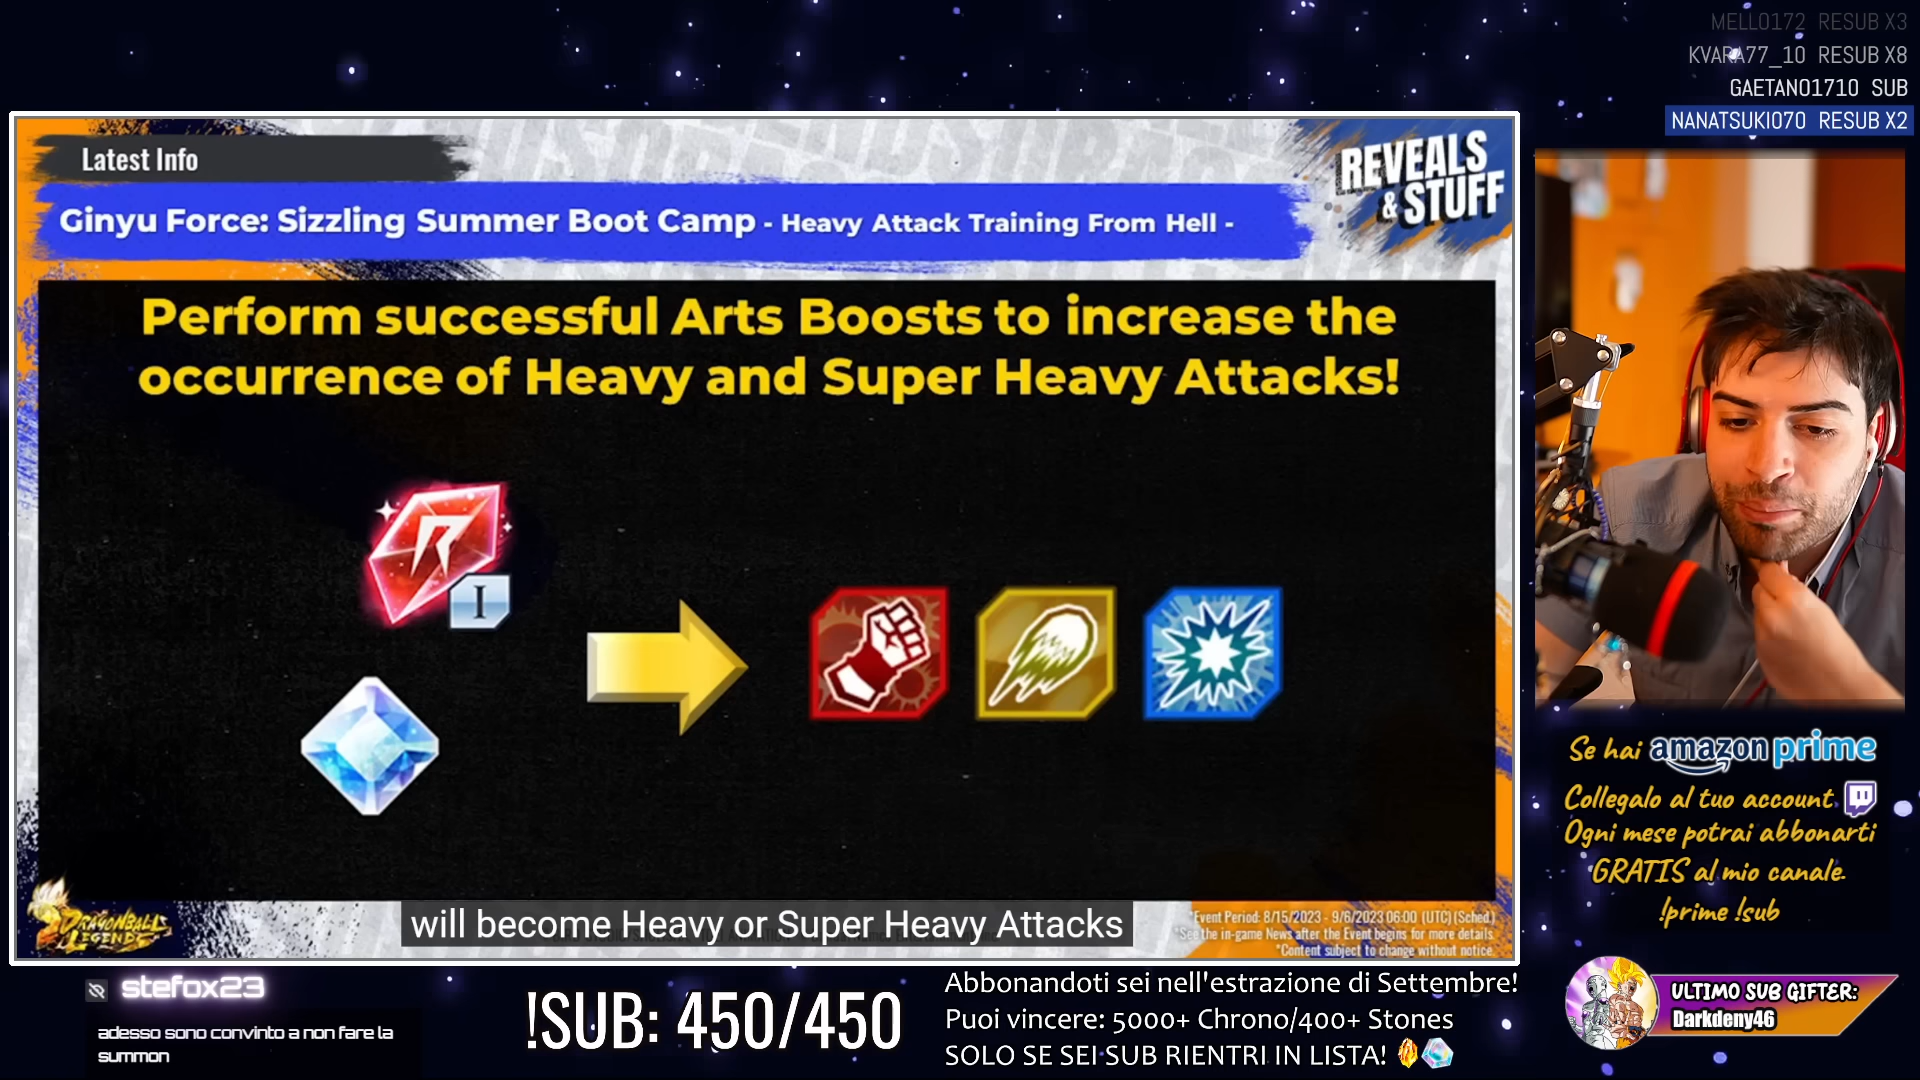 MELLO172 RESUB X3
KVARA77_10 RESUB X8
GAETANO1710 SUB
NANATSUKI070 RESUB X2
Latest Info
Ginyu Force: Sizzling Summer Boot Camp - Heavy Attack Training From Hell -
REVEALS
& STUFF
Perform successful Arts Boosts to increase the
occurrence of Heavy and Super Heavy Attacks!
R
I
DRAGONBALL
LEGENDS
will become Heavy or Super Heavy Attacks
*Event Period: 8/15/2023 - 9/6/2023 06:00 (UTC)(Sched.)
*See the in-game News after the Event begins for more details.
*Content subject to change without notice.
Se hai amazon prime
Collegalo al tuo account
Ogni mese potrai abbonarti
GRATIS al mio canale.
!prime !sub
stefox23
adesso sono convinto a non fare la
summon
!SUB: 450/450
Abbonandoti sei nell'estrazione di Settembre!
Puoi vincere: 5000+ Chrono/400+ Stones
SOLO SE SEI SUB RIENTRI IN LISTA!
ULTIMO SUB GIFTER:
Darkdeny46